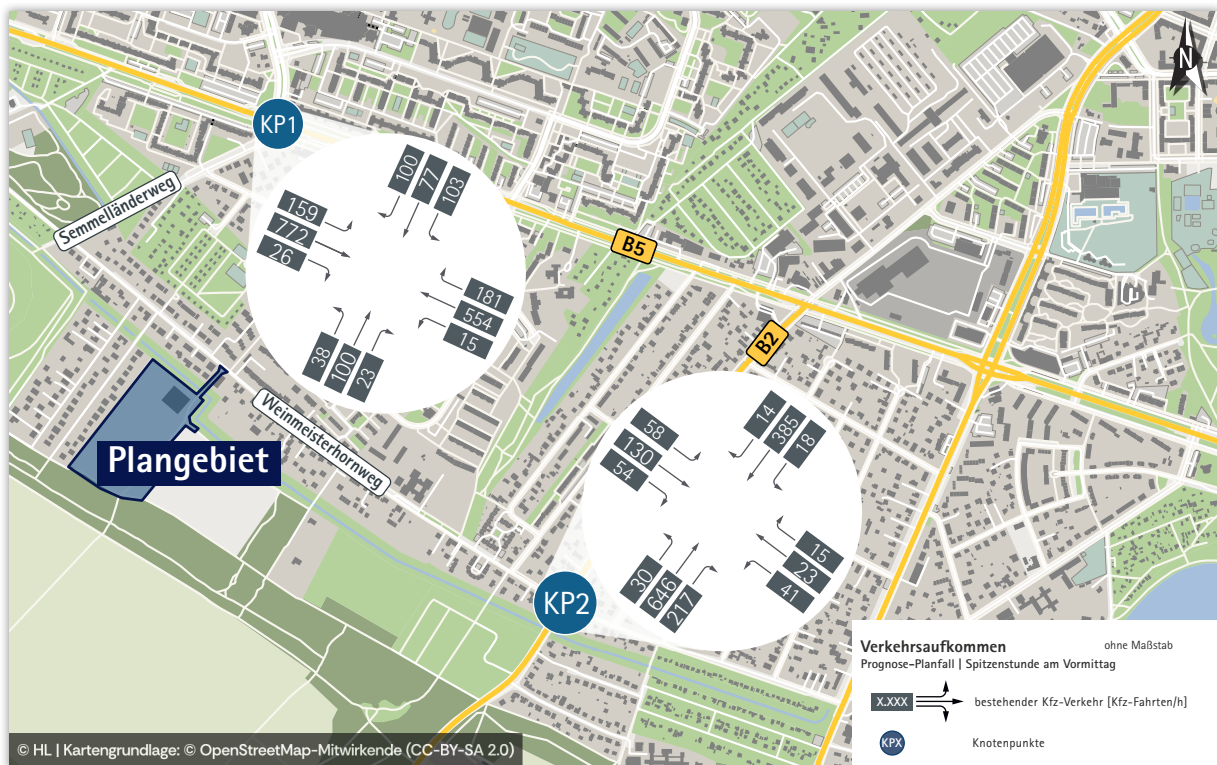 N
KP1
100
77
103
159
772
26
Semmelländerweg
181
554
15
B5
38
100
23
B2
Weinmeisterhornweg
Plangebiet
14
385
18
58
130
54
15
23
41
30
646
217
KP2
Verkehrsaufkommen
ohne Maßstab
Prognose-Planfall | Spitzenstunde am Vormittag
X.XXX
bestehender Kfz-Verkehr [Kfz-Fahrten/h]
KPX
Knotenpunkte
© HL | Kartengrundlage: © OpenStreetMap-Mitwirkende (CC-BY-SA 2.0)